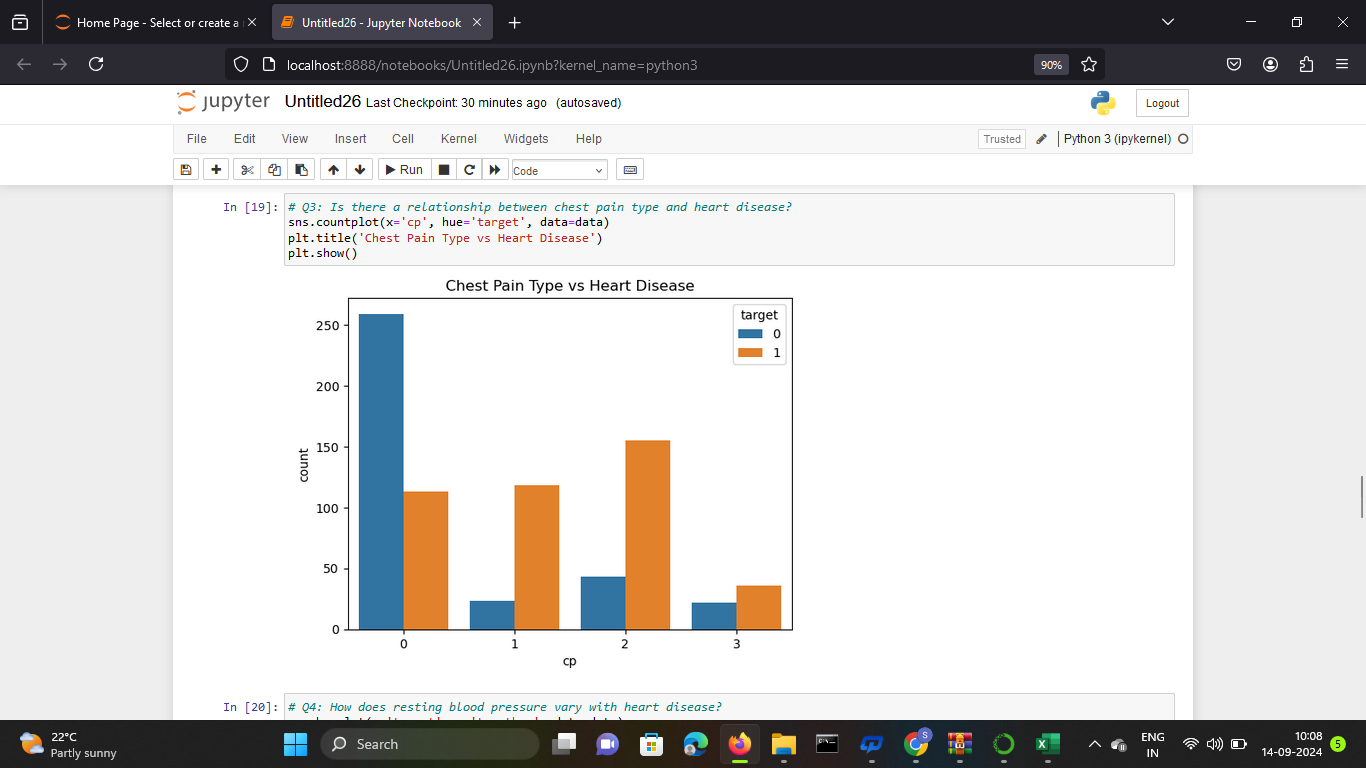 Home Page - Select or create a
Untitled26 - Jupyter Notebook
localhost:8888/notebooks/Untitled26.ipynb?kernel_name=python3
90%
jupyter Untitled26 Last Checkpoint: 30 minutes ago (autosaved)
Logout
File Edit View Insert Cell Kernel Widgets Help
Trusted
Python 3 (ipykernel)
Run
Code
In [19]:
# Q3: Is there a relationship between chest pain type and heart disease?
sns.countplot(x='cp', hue='target', data=data)
plt.title('Chest Pain Type vs Heart Disease')
plt.show()
Chest Pain Type vs Heart Disease
target
0
1
250
200
150
100
50
0
count
0 1 2 3
cp
In [20]:
# Q4: How does resting blood pressure vary with heart disease?
22°C
Partly sunny
Search
S
ENG
IN
10:08
14-09-2024
5